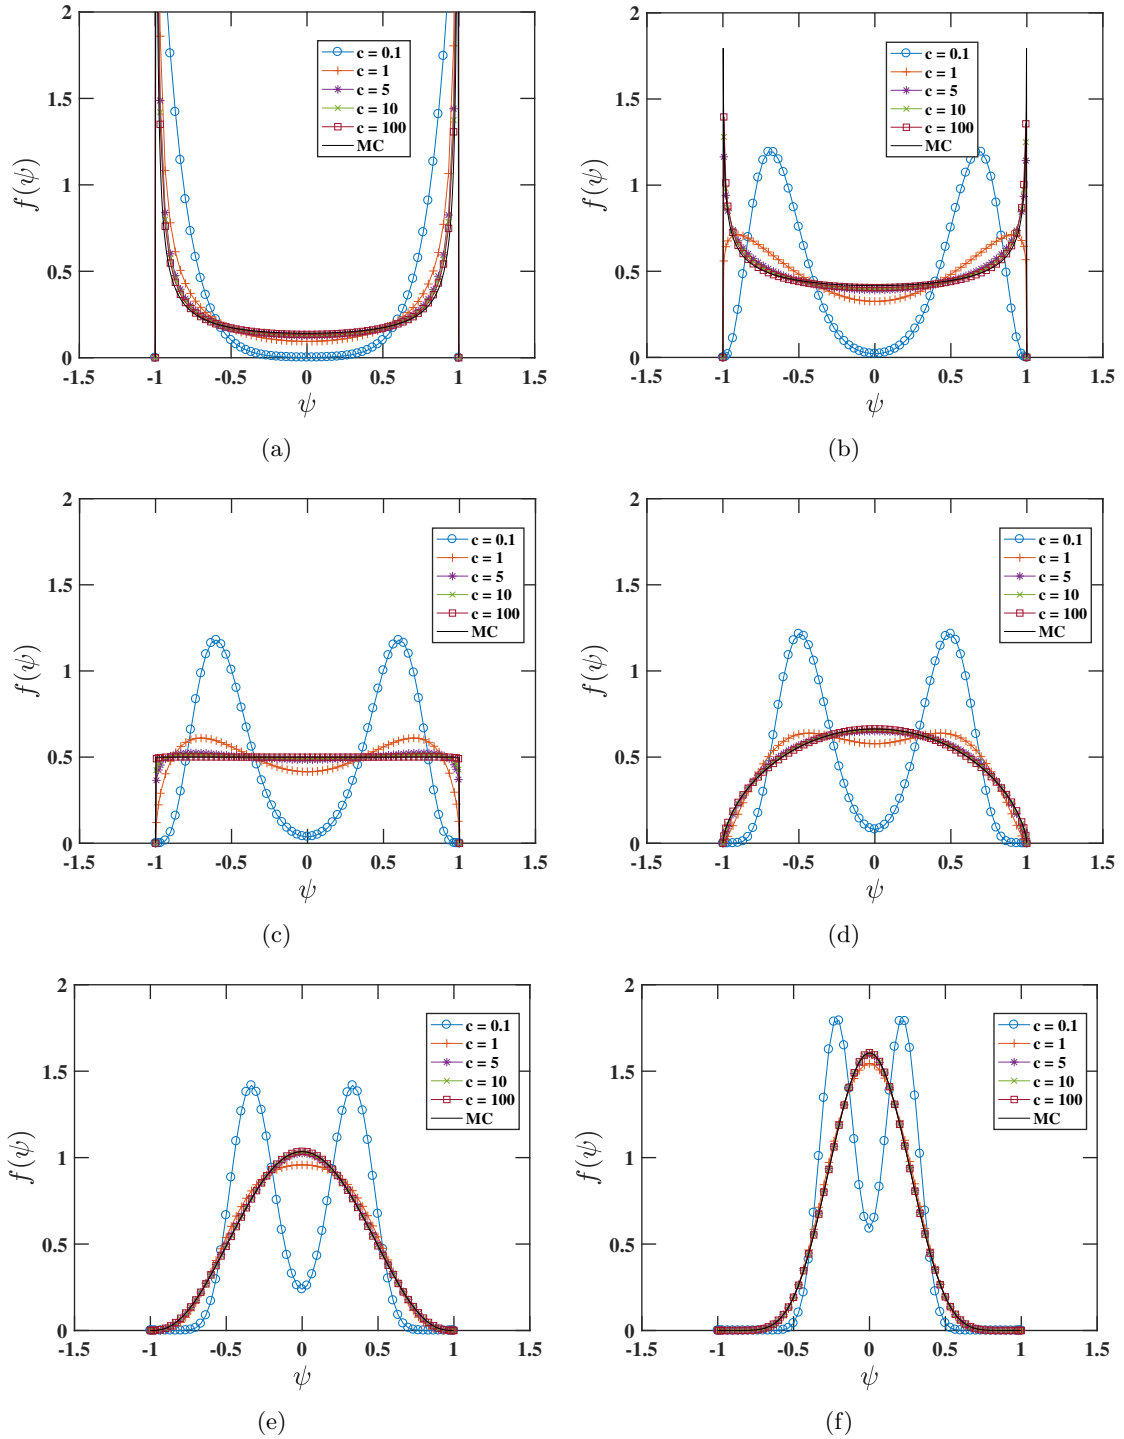 2
1.5
1
0.5
0
-1.5
-1
-0.5
0
0.5
1
1.5
f(ψ)
ψ
c = 0.1
c = 1
c = 5
c = 10
c = 100
MC
(a)
2
1.5
1
0.5
0
-1.5
-1
-0.5
0
0.5
1
1.5
f(ψ)
ψ
c = 0.1
c = 1
c = 5
c = 10
c = 100
MC
(b)
2
1.5
1
0.5
0
-1.5
-1
-0.5
0
0.5
1
1.5
f(ψ)
ψ
c = 0.1
c = 1
c = 5
c = 10
c = 100
MC
(c)
2
1.5
1
0.5
0
-1.5
-1
-0.5
0
0.5
1
1.5
f(ψ)
ψ
c = 0.1
c = 1
c = 5
c = 10
c = 100
MC
(d)
2
1.5
1
0.5
0
-1.5
-1
-0.5
0
0.5
1
1.5
f(ψ)
ψ
c = 0.1
c = 1
c = 5
c = 10
c = 100
MC
(e)
2
1.5
1
0.5
0
-1.5
-1
-0.5
0
0.5
1
1.5
f(ψ)
ψ
c = 0.1
c = 1
c = 5
c = 10
c = 100
MC
(f)